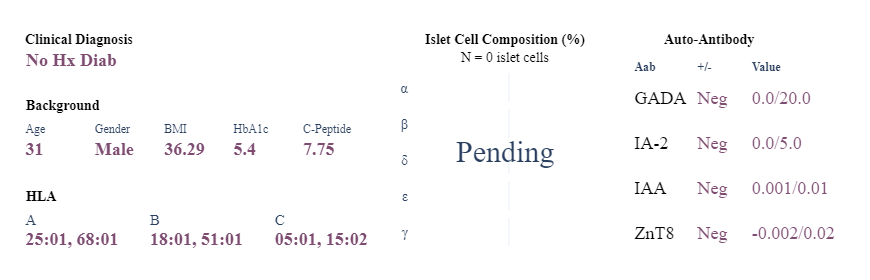 Clinical Diagnosis
No Hx Diab
Background
Age Gender BMI HbA1c C-Peptide
31 Male 36.29 5.4 7.75
HLA
A B C
25:01, 68:01 18:01, 51:01 05:01, 15:02
Islet Cell Composition (%)
N = 0 islet cells
α
β
δ
ε
γ
Pending
Auto-Antibody
Aab +/- Value
GADA Neg 0.0/20.0
IA-2 Neg 0.0/5.0
IAA Neg 0.001/0.01
ZnT8 Neg -0.002/0.02